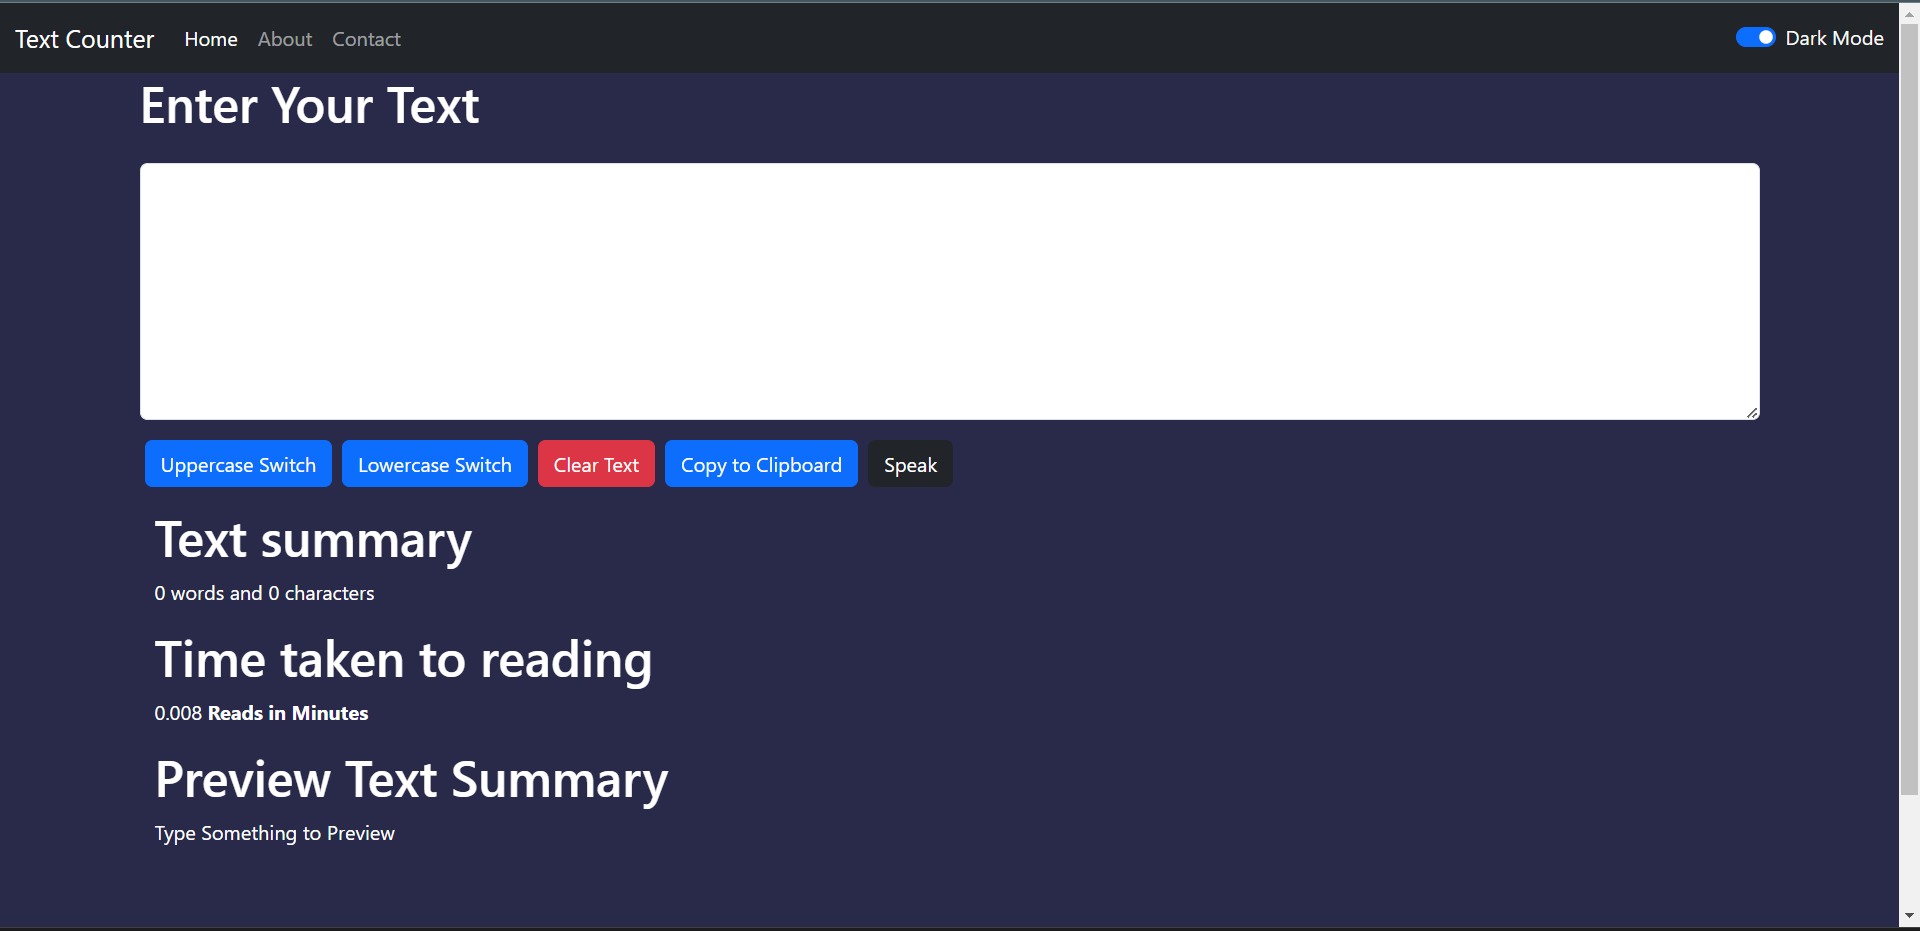 Text Counter Home About Contact Dark Mode
Enter Your Text
Uppercase Switch Lowercase Switch Clear Text Copy to Clipboard Speak
Text summary
0 words and 0 characters
Time taken to reading
0.008 Reads in Minutes
Preview Text Summary
Type Something to Preview